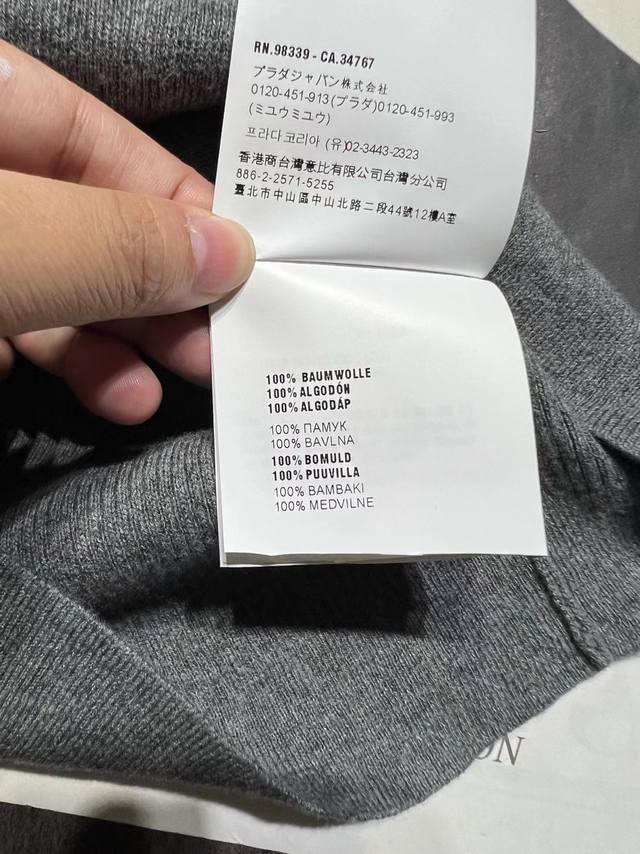 RN.98339 - CA.34767
プラダジャパン株式会社
0120-451-913(プラダ)0120-451-993
(ミユウミユウ)
프라다코리아 (유)02-3443-2323
香港商台灣意比有限公司台灣分公司
886-2-2571-5255
臺北市中山區中山北路二段44號12樓A至
100% BAUMWOLLE
100% ALGODÓN
100% ALGODÁP
100% ПАМУК
100% BAVLNA
100% BOMULD
100% PUUVILLA
100% BAMBAKI
100% MEDVILNE
ON